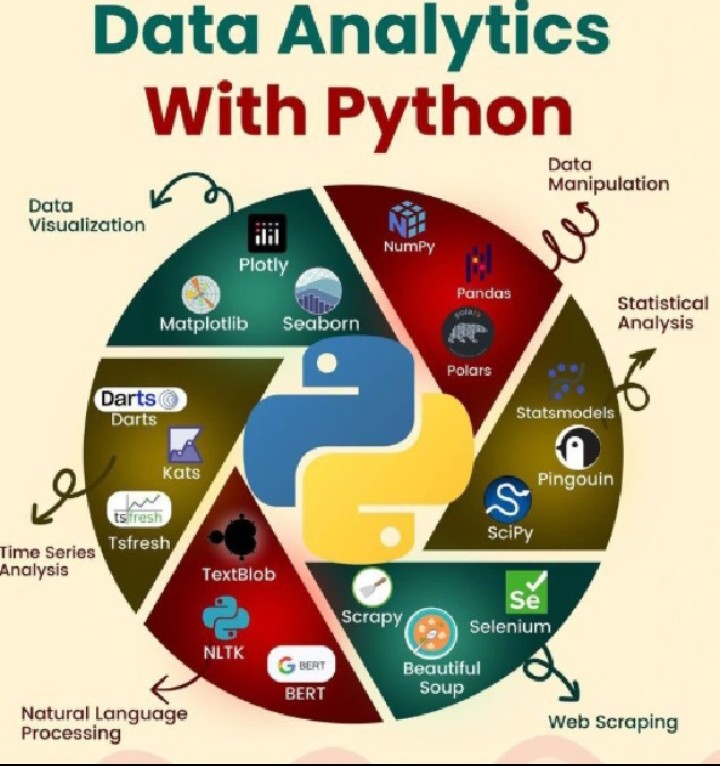 Data Analytics
With Python
Data
Manipulation
Data
Visualization
Plotly
Matplotlib
Seaborn
NumPy
Pandas
POLARS
Polars
Statistical
Analysis
Statsmodels
Pingouin
SciPy
Darts
Darts
Kats
tsfresh
Tsfresh
Time Series
Analysis
TextBlob
NLTK
G BERT
BERT
Natural Language
Processing
Scrapy
Beautiful
Soup
Se
Selenium
Web Scraping